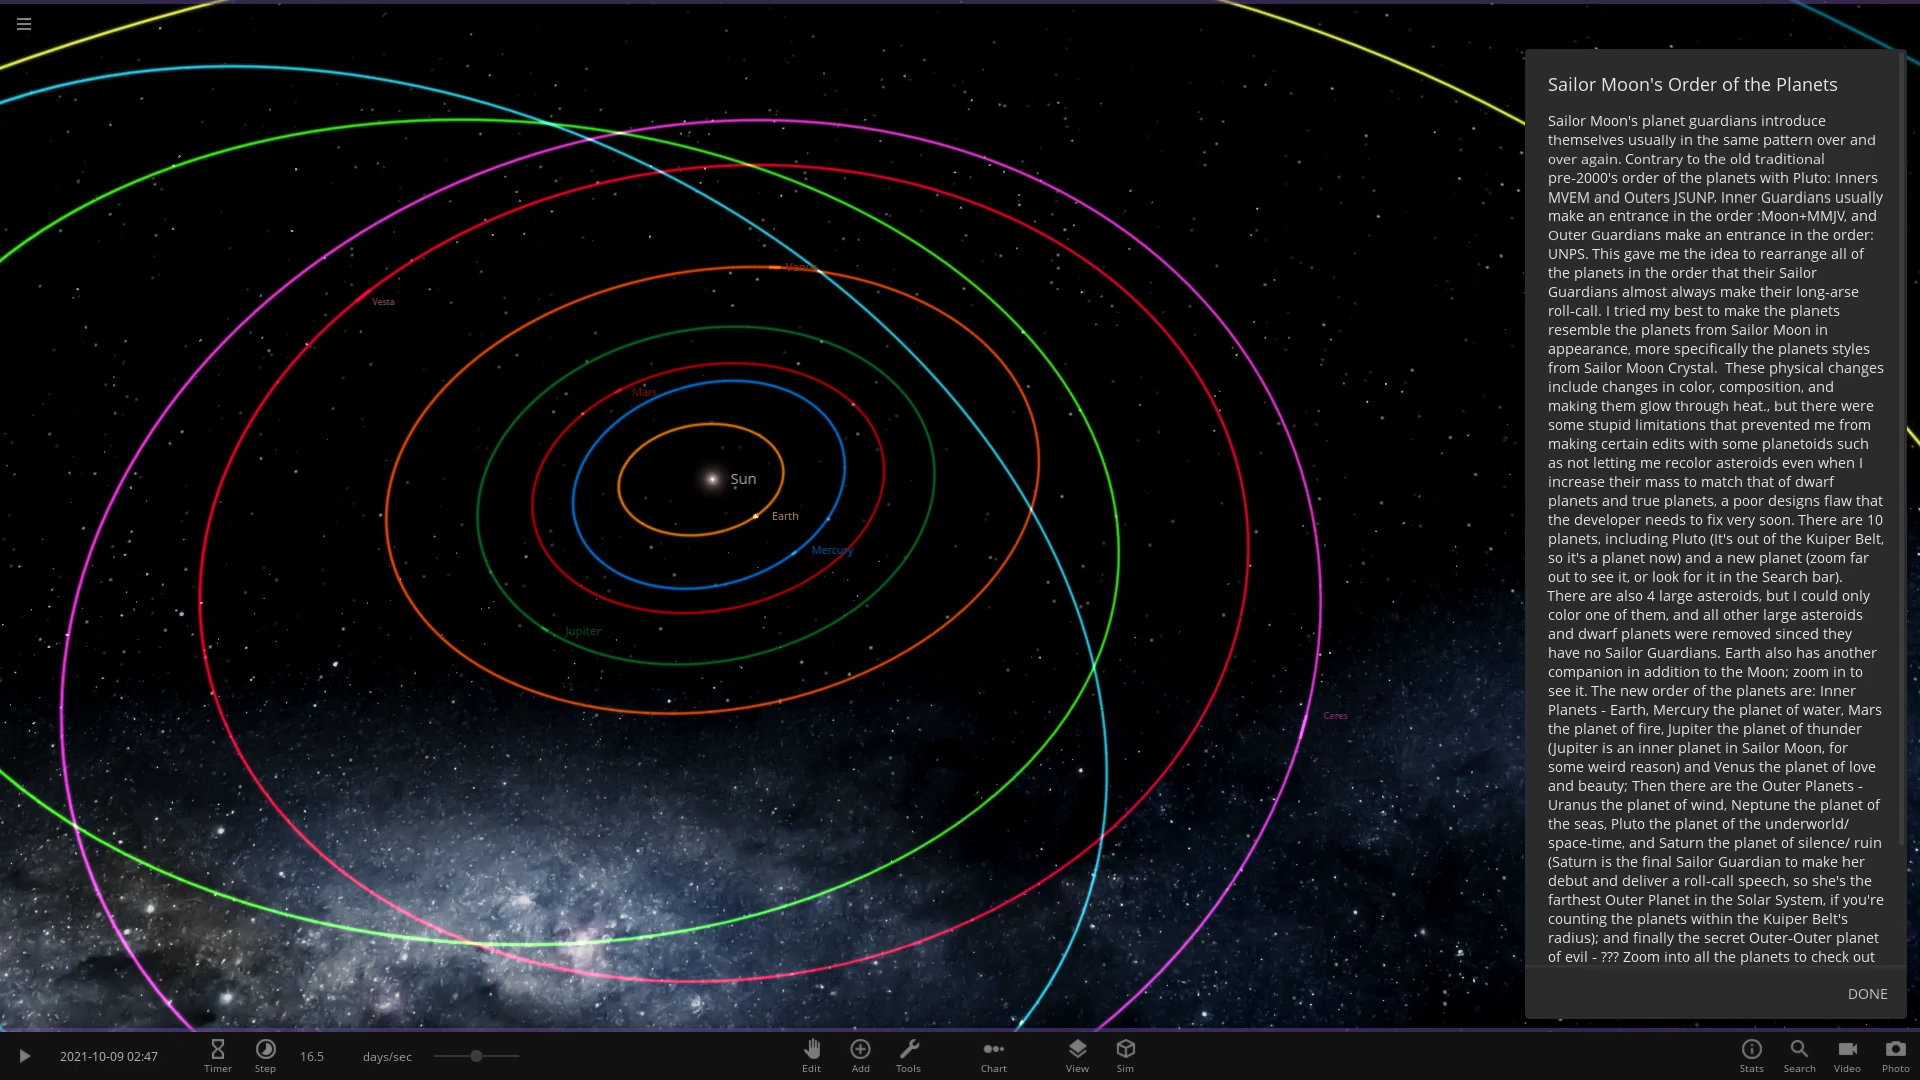 Sailor Moon's Order of the Planets
Sailor Moon's planet guardians introduce
themselves usually in the same pattern over and
over again. Contrary to the old traditional
pre-2000's order of the planets with Pluto: Inners
MVEM and Outers JSUNP, Inner Guardians usually
make an entrance in the order :Moon+MMJV, and
Outer Guardians make an entrance in the order:
UNPS. This gave me the idea to rearrange all of
the planets in the order that their Sailor
Guardians almost always make their long-arse
roll-call. I tried my best to make the planets
resemble the planets from Sailor Moon in
appearance, more specifically the planets styles
from Sailor Moon Crystal.  These physical changes
include changes in color, composition, and
making them glow through heat., but there were
some stupid limitations that prevented me from
making certain edits with some planetoids such
as not letting me recolor asteroids even when I
increase their mass to match that of dwarf
planets and true planets, a poor designs flaw that
the developer needs to fix very soon. There are 10
planets, including Pluto (It's out of the Kuiper Belt,
so it's a planet now) and a new planet (zoom far
out to see it, or look for it in the Search bar).
There are also 4 large asteroids, but I could only
color one of them, and all other large asteroids
and dwarf planets were removed sinced they
have no Sailor Guardians. Earth also has another
companion in addition to the Moon; zoom in to
see it. The new order of the planets are: Inner
Planets - Earth, Mercury the planet of water, Mars
the planet of fire, Jupiter the planet of thunder
(Jupiter is an inner planet in Sailor Moon, for
some weird reason) and Venus the planet of love
and beauty; Then there are the Outer Planets -
Uranus the planet of wind, Neptune the planet of
the seas, Pluto the planet of the underworld/
space-time, and Saturn the planet of silence/ ruin
(Saturn is the final Sailor Guardian to make her
debut and deliver a roll-call speech, so she's the
farthest Outer Planet in the Solar System, if you're
counting the planets within the Kuiper Belt's
radius); and finally the secret Outer-Outer planet
of evil - ??? Zoom into all the planets to check out
DONE
Venus
Vesta
Mars
Sun
Earth
Mercury
Jupiter
Ceres
2021-10-09 02:47
Timer
Step
16.5
days/sec
Edit
Add
Tools
Chart
View
Sim
Stats
Search
Video
Photo